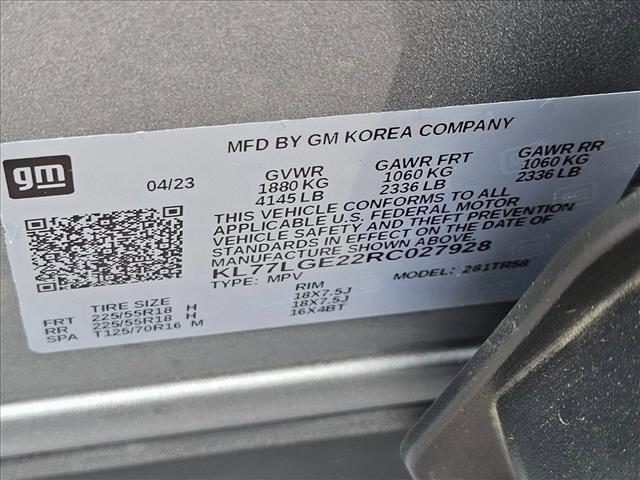 MFD BY GM KOREA COMPANY
gm
04/23
GVWR
1880 KG
4145 LB
GAWR FRT
1060 KG
2336 LB
GAWR RR
1060 KG
2336 LB
THIS VEHICLE CONFORMS TO ALL
APPLICABLE U.S. FEDERAL MOTOR
VEHICLE SAFETY AND THEFT PREVENTION
STANDARDS IN EFFECT ON THE DATE OF
MANUFACTURE SHOWN ABOVE.
KL77LGE22RC027928
TYPE: MPV
MODEL: 281TR58
TIRE SIZE
RIM
FRT 225/55R18 H 18X7.5J
RR 225/55R18 H 18X7.5J
SPA T125/70R16 M 16X4BT